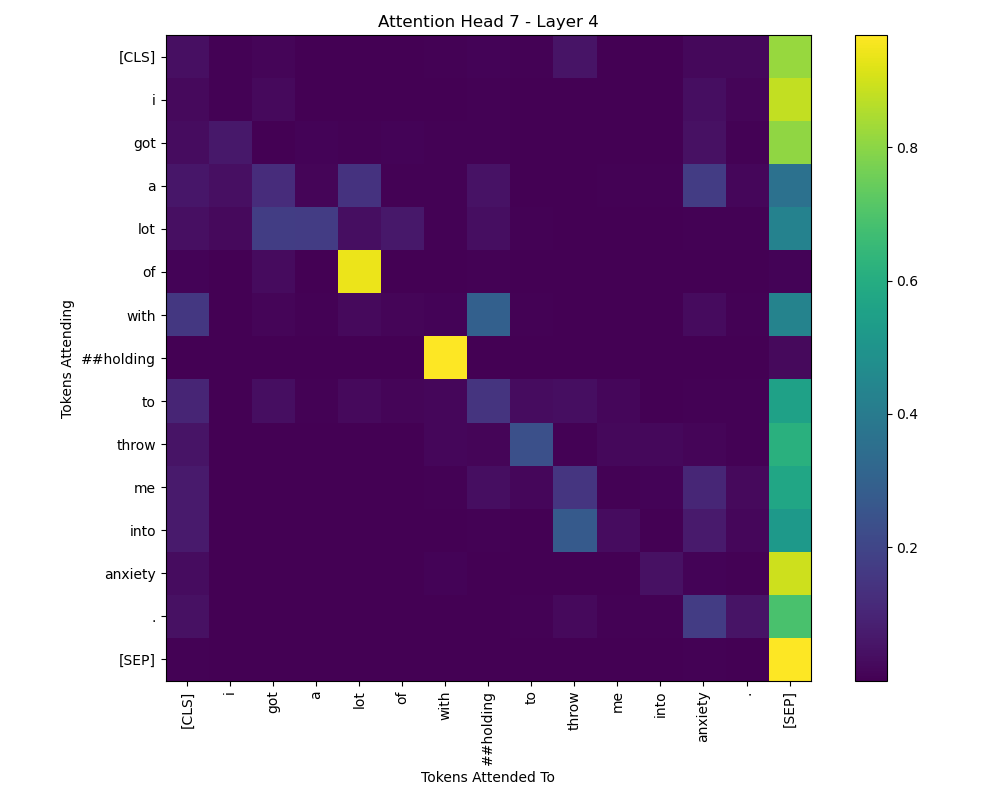 Attention Head 7 - Layer 4
[CLS]
i
got
a
lot
of
with
##holding
to
throw
me
into
anxiety
.
[SEP]
Tokens Attending
[CLS]
i
got
a
lot
of
with
##holding
to
throw
me
into
anxiety
.
[SEP]
Tokens Attended To
0.8
0.6
0.4
0.2